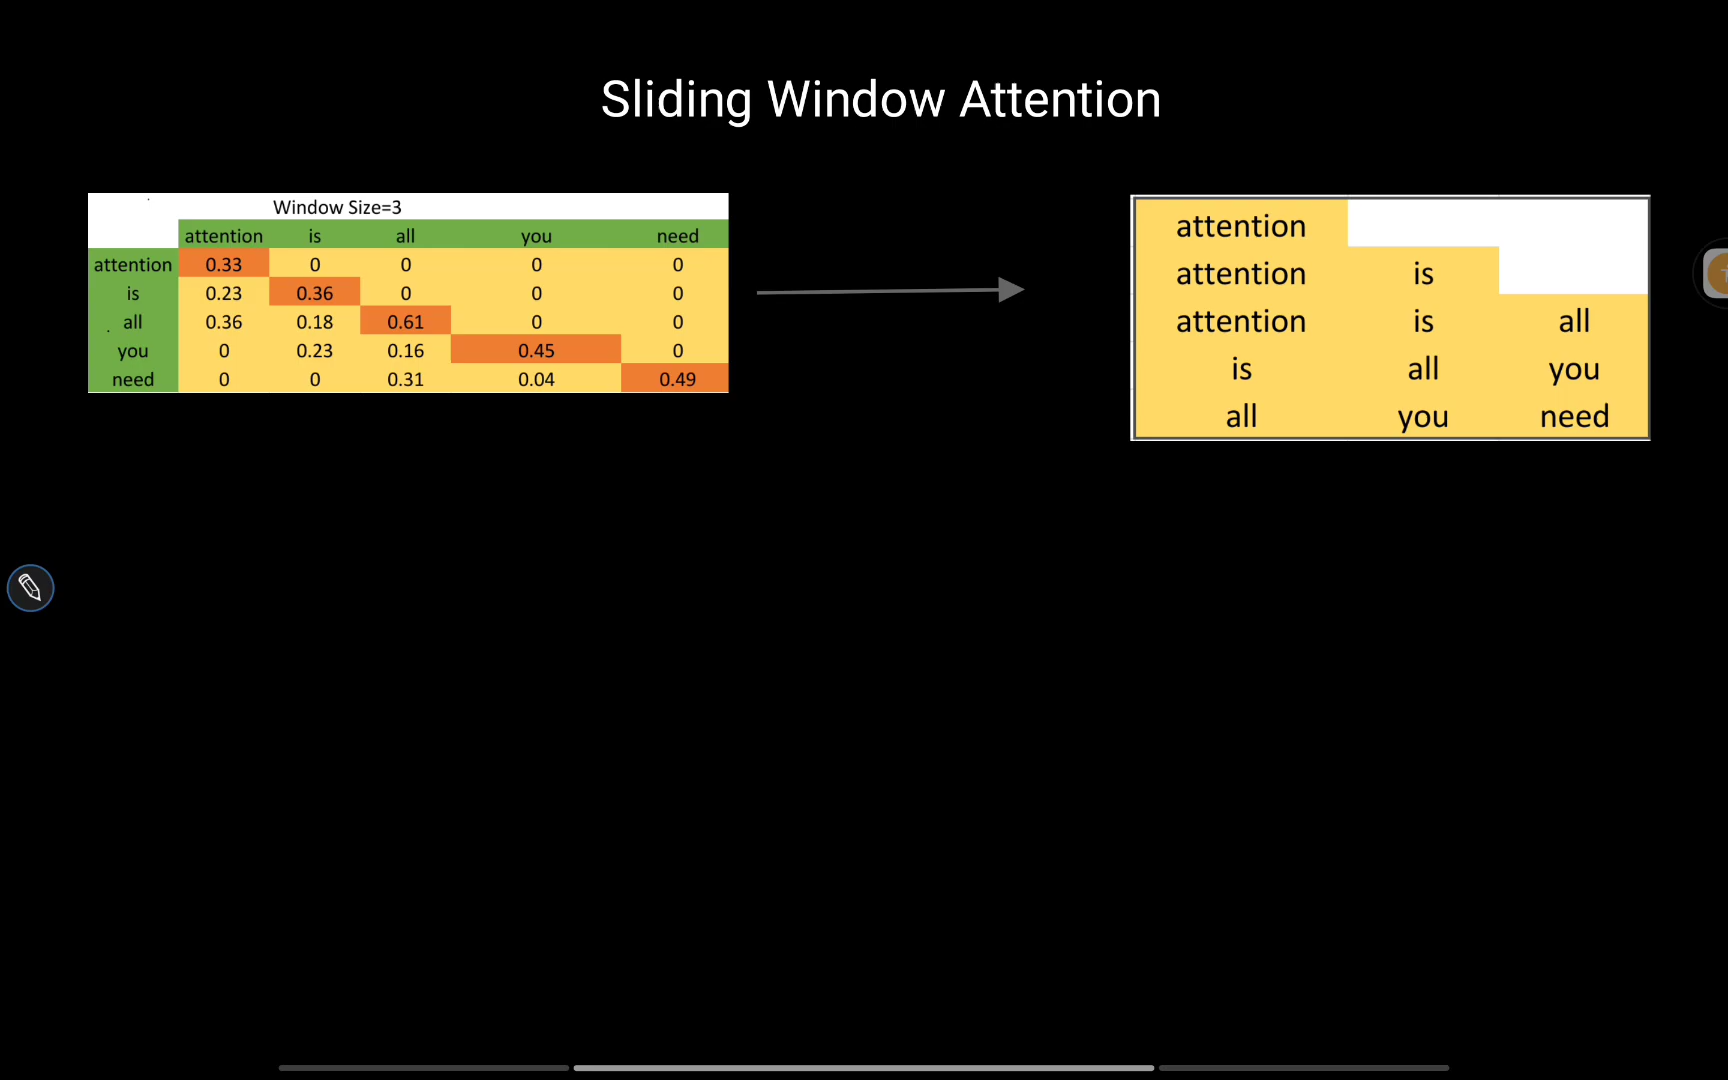 Sliding Window Attention
Window Size=3
attention is all you need
attention 0.33 0 0 0 0
is 0.23 0.36 0 0 0
all 0.36 0.18 0.61 0 0
you 0 0.23 0.16 0.45 0
need 0 0 0.31 0.04 0.49
attention
attention is
attention is all
is all you
all you need